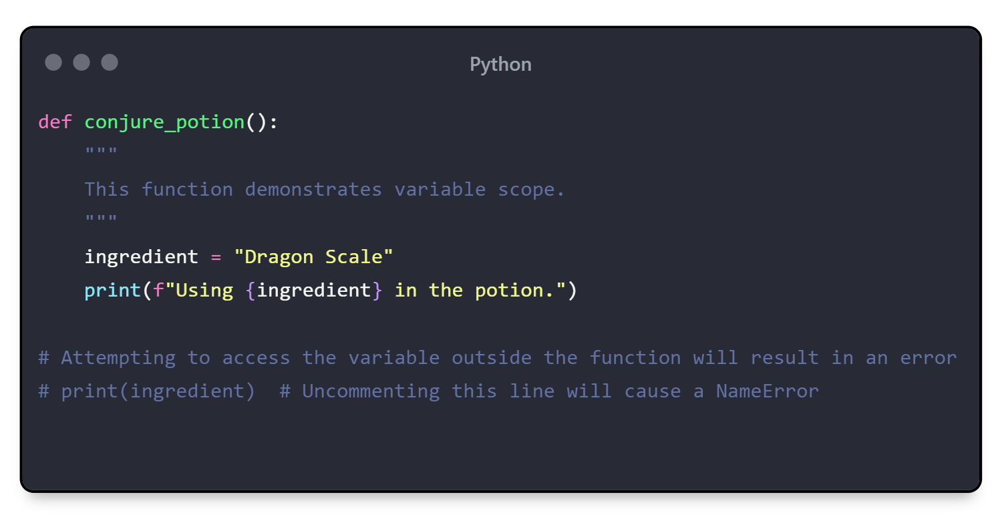 Python
def conjure_potion():
    """
    This function demonstrates variable scope.
    """
    ingredient = "Dragon Scale"
    print(f"Using {ingredient} in the potion.")

# Attempting to access the variable outside the function will result in an error
# print(ingredient)  # Uncommenting this line will cause a NameError